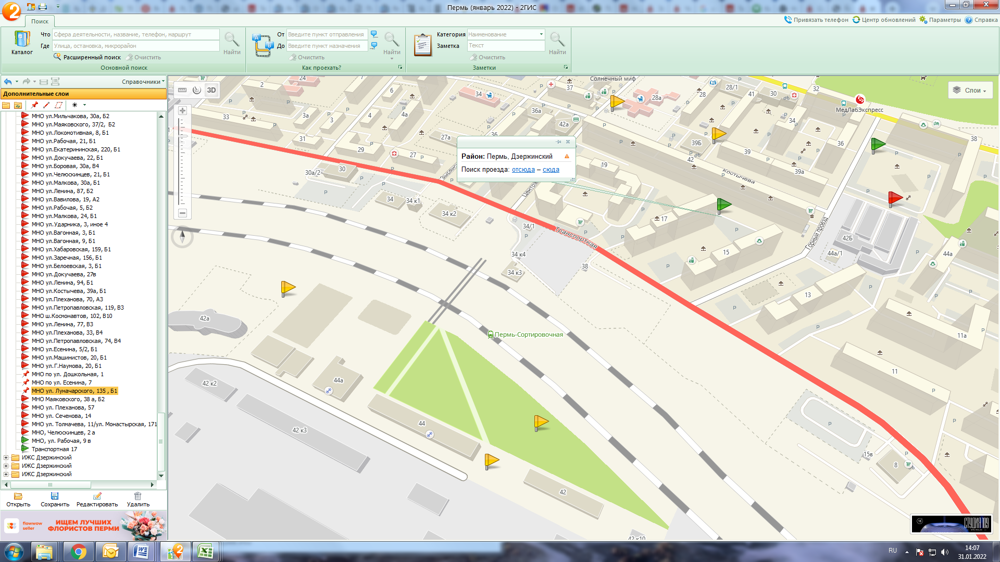 Пермь (январь 2022) - 2ГИС
Поиск
Привязать телефон
Центр обновлений
Параметры
Справка
Каталог
Что
Сфера деятельности, название, телефон, маршрут
Где
Улица, остановка, микрорайон
Найти
Расширенный поиск
Очистить
Основной поиск
От
Введите пункт отправления
До
Введите пункт назначения
Найти
Очистить
Как проехать?
Категория
Наименование
Заметка
Текст
Найти
Очистить
Заметки
Справочники
Дополнительные слои
МНО ул.Мильчакова, 30а, Б2
МНО ул.Маяковского, 37/2, Б2
МНО ул.Локомотивная, 8, Б1
МНО ул.Рабочая, 21, Б1
МНО ул.Екатерининская, 220, Б1
МНО ул.Докучаева, 22, Б1
МНО ул.Боровая, 30а, В4
МНО ул.Челюскинцев, 21, Б1
МНО ул.Малкова, 30а, Б1
МНО ул.Ленина, 87, Б2
МНО ул.Вавилова, 19, А2
МНО ул.Рабочая, 5, Б2
МНО ул.Малкова, 24, Б1
МНО ул.Ударника, 3, иное 4
МНО ул.Вагонная, 3, Б1
МНО ул.Вагонная, 9, Б1
МНО ул.Хабаровская, 159, Б1
МНО ул.Заречная, 156, Б1
МНО ул.Белоевская, 3, Б1
МНО ул.Докучаева, 27в
МНО ул.Ленина, 94, Б1
МНО ул.Костычева, 39а, Б1
МНО ул.Плеханова, 70, А3
МНО ул.Петропавловская, 119, В3
МНО ш.Космонавтов, 102, В10
МНО ул.Ленина, 77, В3
МНО ул.Плеханова, 33, В4
МНО ул.Петропавловская, 74, В4
МНО ул.Есенина, 5/2, Б1
МНО ул.Машинистов, 20, Б1
МНО ул.Г.Наумова, 20, Б1
МНО по ул. Дошкольная, 1
МНО по ул. Есенина, 7
МНО ул. Луначарского, 135 , Б1
МНО Маяковского, 38 а, Б2
МНО ул. Плеханова, 57
МНО ул. Сеченова, 14
МНО ул. Толмачева, 11/ул. Монастырская, 171
МНО, Челюскинцев, 2 а
МНО, ул. Рабочая, 9 в
Транспортная 17
ИЖС Дзержинский
ИЖС Дзержинский
ИЖС Дзержинский
Открыть
Сохранить
Редактировать
Удалить
flowwow seller
ИЩЕМ ЛУЧШИХ
ФЛОРИСТОВ ПЕРМИ
3D
Слои
Солнечный миф
МедЛабЭкспресс
Район: Пермь, Дзержинский
Поиск проезда: отсюда – сюда
Костычева
Горный проезд
Транспортная
Пермь-Сортировочная
2
24
6
34
37
28
28/1
41
30
32
28а
36а
42а
4а
4
3а
3
33
31
29
27
27а
36
30а/2
30
34
34 к1
34 к2
34/1
34 к4
34 к3
38
19
17
15
13
11
11а
39Б
39
39а
42
34
36
38
42Б
44а/1
44а
42а
42 к2
44а
44
42 к3
42
42 к10
15в
8
СТУДИЯ 109
RU
14:07
31.01.2022